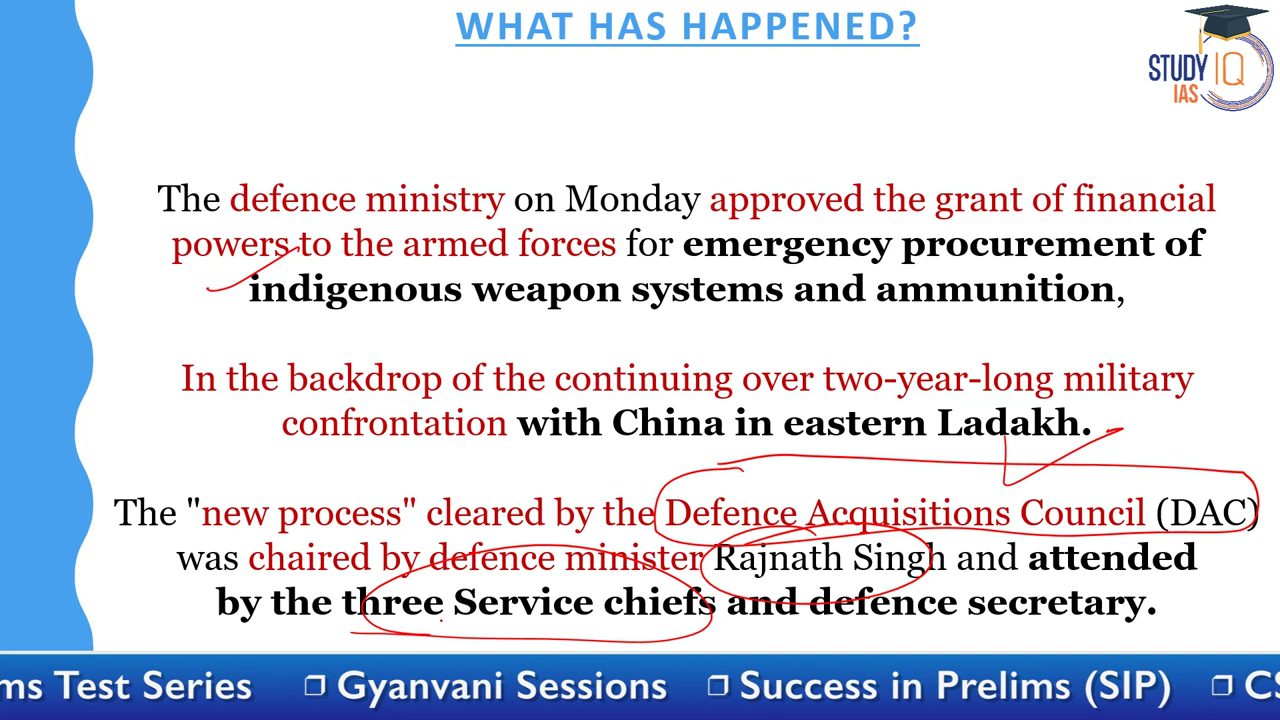 WHAT HAS HAPPENED?
STUDY IQ
IAS
The defence ministry on Monday approved the grant of financial
powers to the armed forces for emergency procurement of
indigenous weapon systems and ammunition,
In the backdrop of the continuing over two-year-long military
confrontation with China in eastern Ladakh.
The "new process" cleared by the Defence Acquisitions Council (DAC)
was chaired by defence minister Rajnath Singh and attended
by the three Service chiefs and defence secretary.
ms Test Series ❒ Gyanvani Sessions ❒ Success in Prelims (SIP) ❒ CS